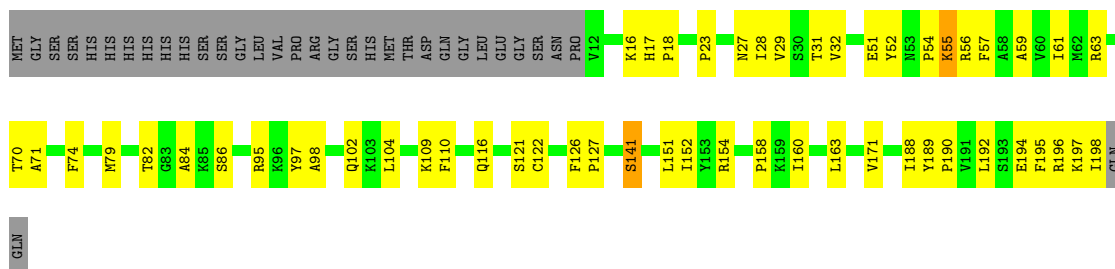 MET GLY SER SER HIS HIS HIS HIS HIS HIS SER SER GLY LEU VAL PRO ARG GLY SER HIS MET THR ASP GLN GLY LEU GLU GLY SER ASN PRO V12 K16 H17 P18 P23 N27 I28 V29 S30 T31 V32 E51 Y52 N53 P54 K55 R56 F57 A58 A59 V60 I61 M62 R63
T70 A71 F74 M79 T82 G83 A84 K85 S86 R95 K96 Y97 A98 Q102 K103 L104 K109 F110 Q116 S121 C122 F126 P127 S141 L151 I152 Y153 R154 P158 K159 I160 L163 V171 I188 Y189 P190 V191 L192 S193 E194 F195 R196 K197 I198 GLN
GLN